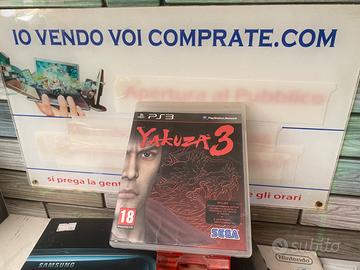 IO VENDO VOI COMPRATE.COM
Apertura al Pubblico
PS3
PlayStation Network
YAKUZA 3
18
SEGA
si prega la gent
e gli orari
SAMSUNG
Nintendo
subito